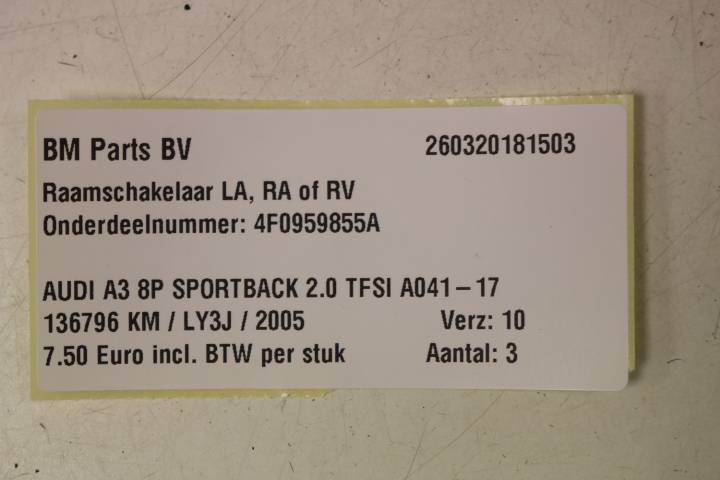 BM Parts BV 260320181503
Raamschakelaar LA, RA of RV
Onderdeelnummer: 4F0959855A
AUDI A3 8P SPORTBACK 2.0 TFSI A041-17
136796 KM / LY3J / 2005 Verz: 10
7.50 Euro incl. BTW per stuk Aantal: 3